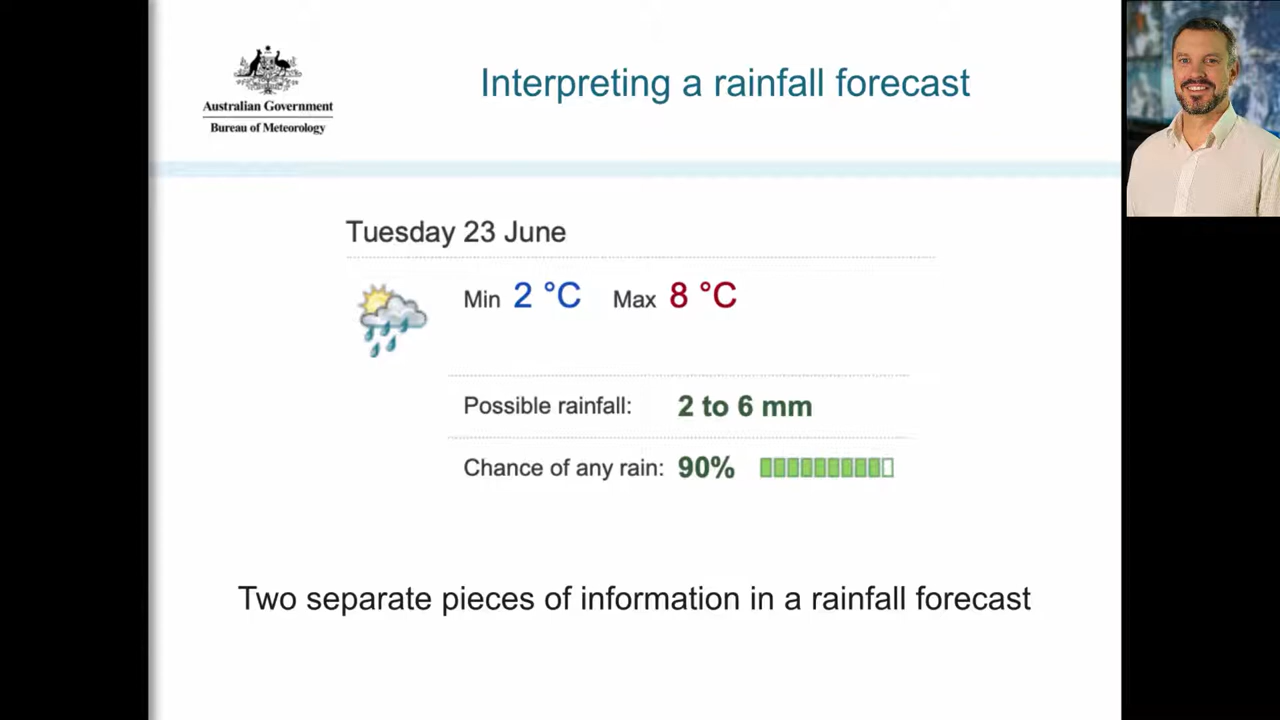 Interpreting a rainfall forecast
Australian Government
Bureau of Meteorology
Tuesday 23 June
Min 2 °C Max 8 °C
Possible rainfall: 2 to 6 mm
Chance of any rain: 90%
Two separate pieces of information in a rainfall forecast